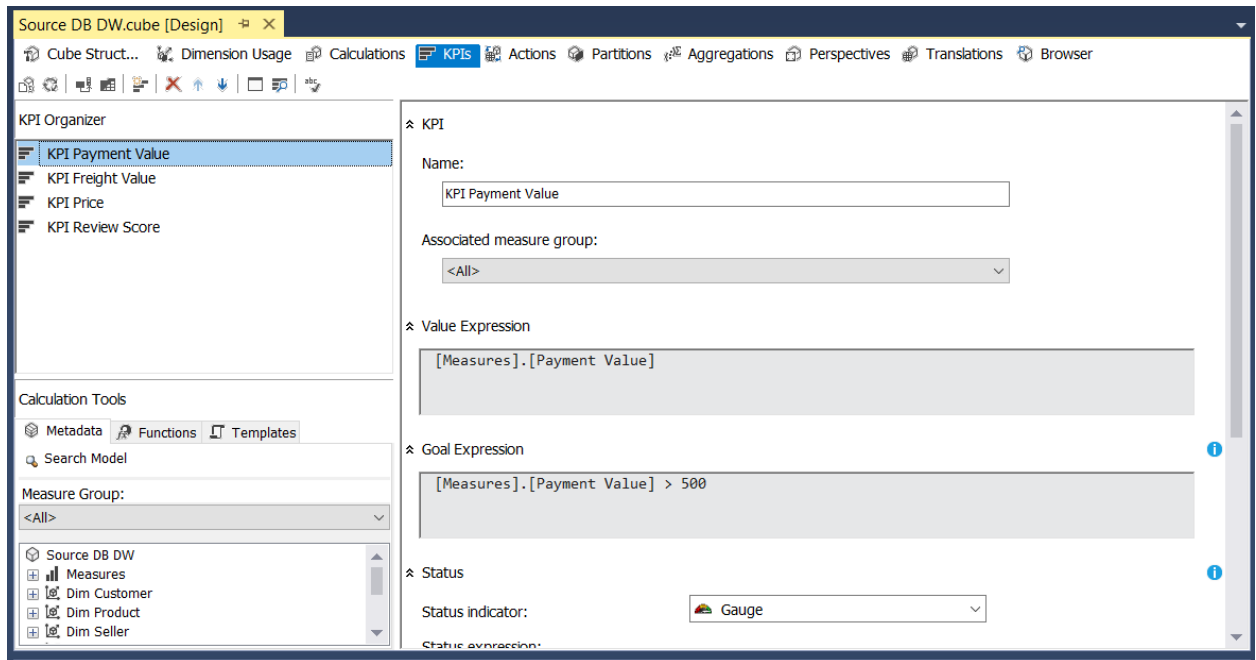 Source DB DW.cube [Design]
Cube Struct... Dimension Usage Calculations KPIs Actions Partitions Aggregations Perspectives Translations Browser
abc
KPI Organizer
KPI Payment Value
KPI Freight Value
KPI Price
KPI Review Score
Calculation Tools
Metadata Functions Templates
Search Model
Measure Group:
<All>
Source DB DW
Measures
Dim Customer
Dim Product
Dim Seller
KPI
Name:
KPI Payment Value
Associated measure group:
<All>
Value Expression
[Measures].[Payment Value]
Goal Expression
[Measures].[Payment Value] > 500
Status
Status indicator: Gauge
Status expression: